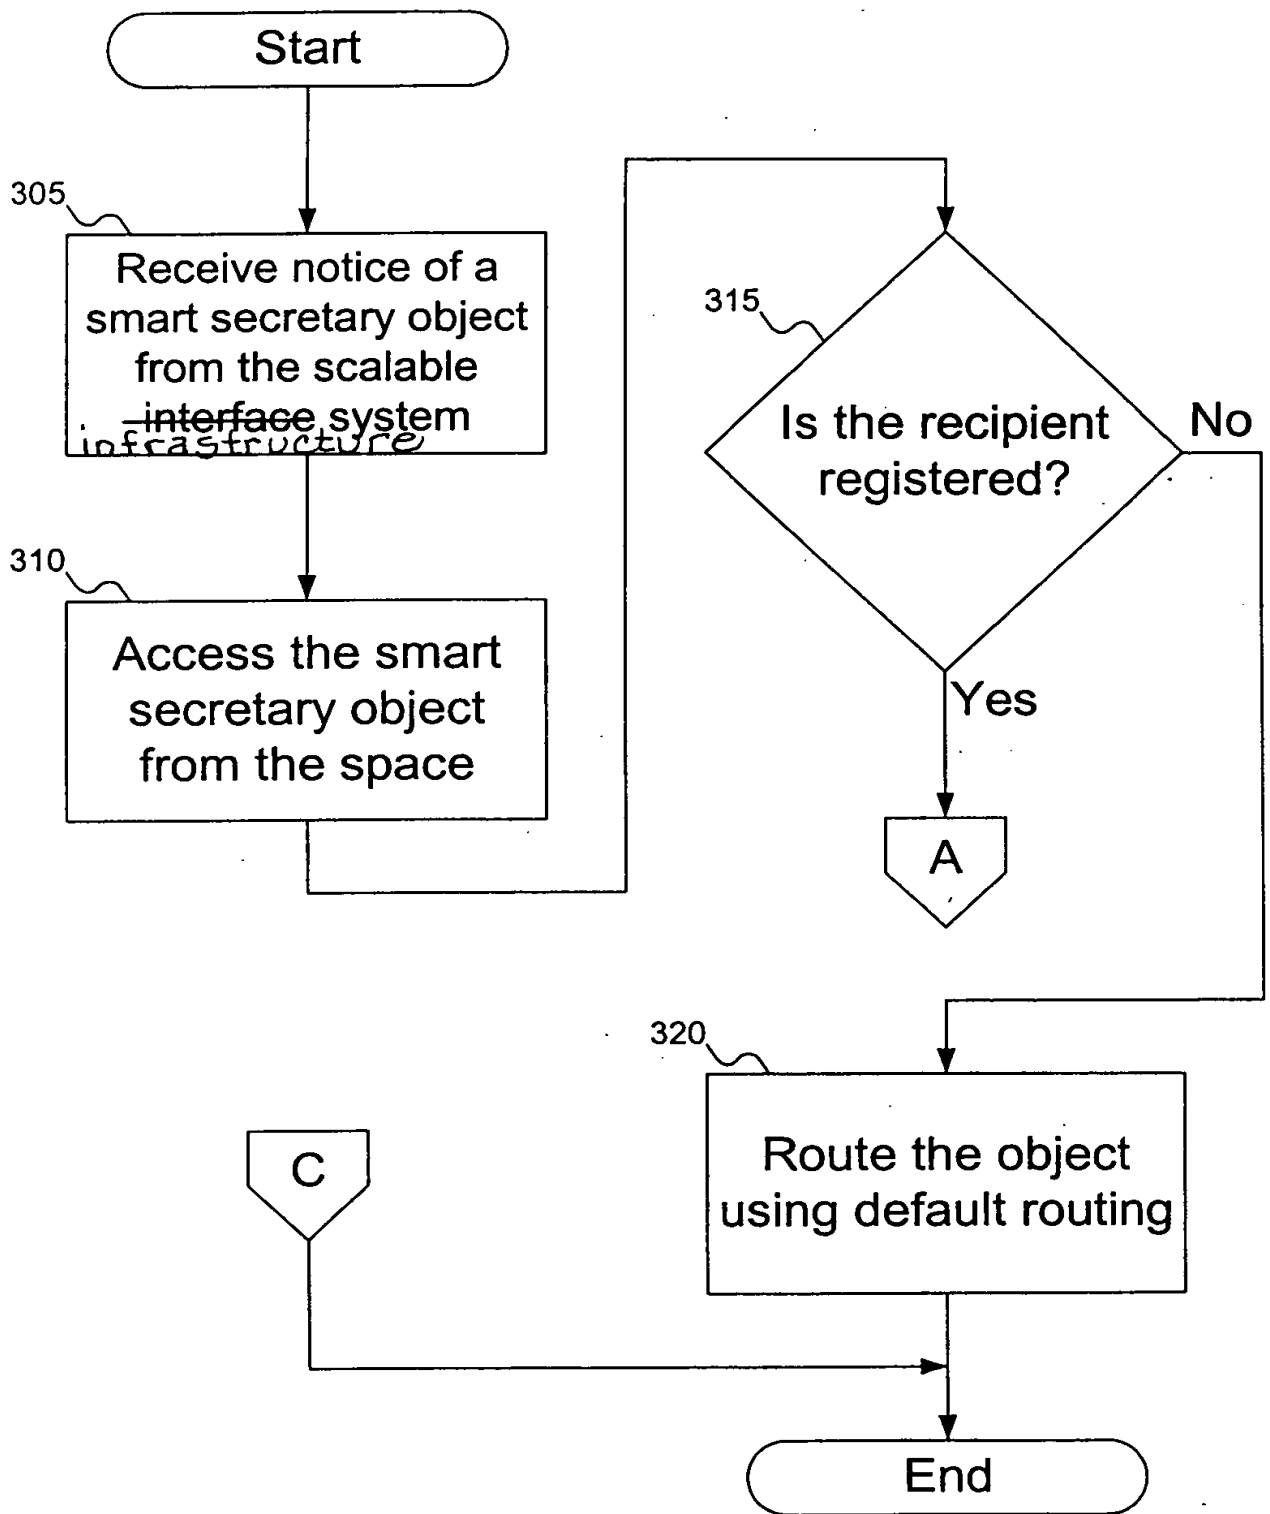 Start
305
Receive notice of a
smart secretary object
from the scalable
interface system
infrastructure
310
Access the smart
secretary object
from the space
315
Is the recipient
registered?
No
Yes
A
320
Route the object
using default routing
C
End